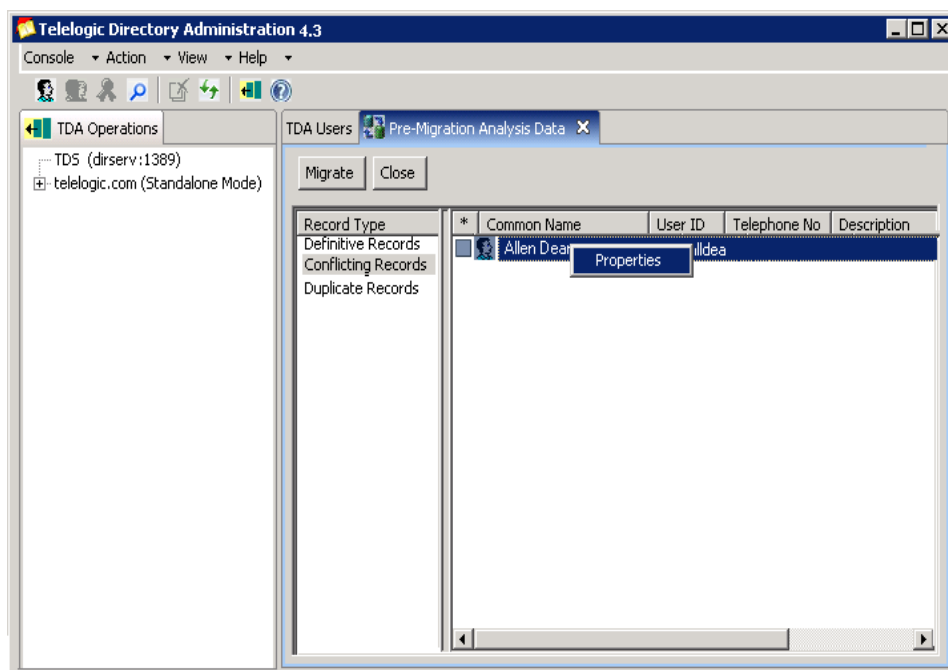 Telelogic Directory Administration 4.3
Console Action View Help
TDA Operations
TDS (dirserv:1389)
telelogic.com (Standalone Mode)
TDA Users Pre-Migration Analysis Data
Migrate Close
Record Type
Definitive Records
Conflicting Records
Duplicate Records
* Common Name User ID Telephone No Description
Allen Dean
Properties